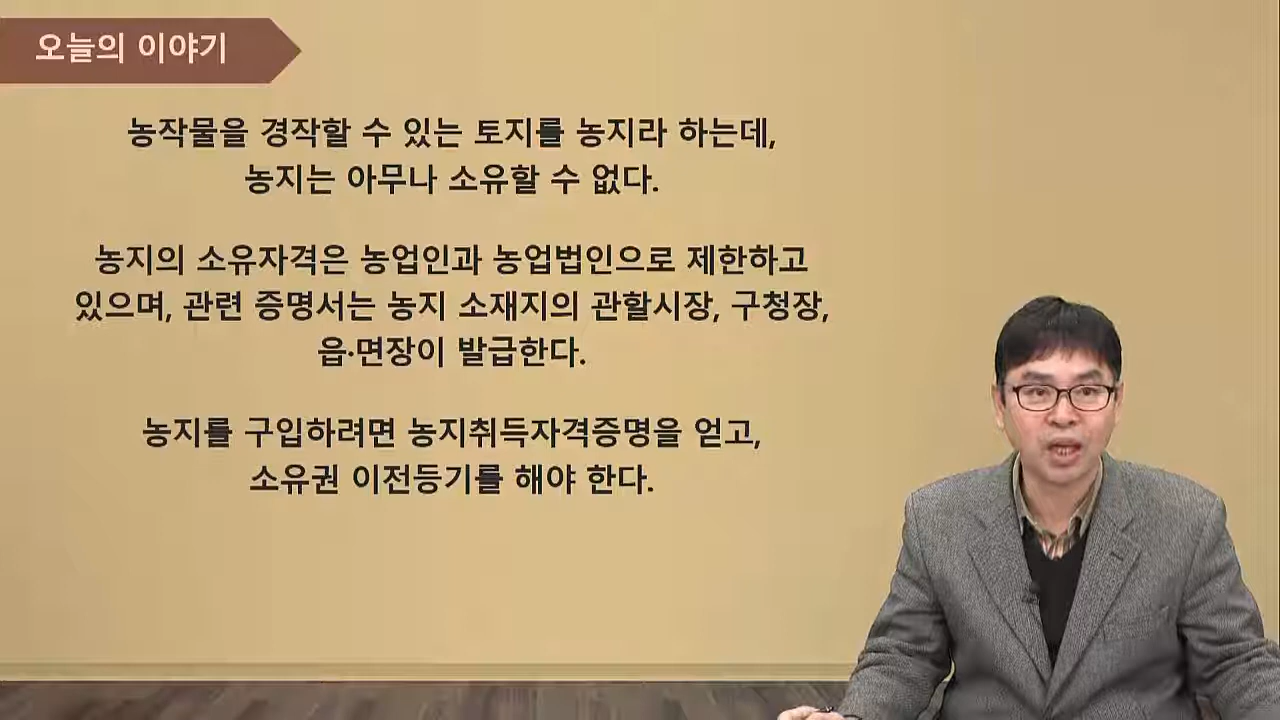 오늘의 이야기
농작물을 경작할 수 있는 토지를 농지라 하는데,
농지는 아무나 소유할 수 없다.
농지의 소유자격은 농업인과 농업법인으로 제한하고
있으며, 관련 증명서는 농지 소재지의 관할시장, 구청장,
읍·면장이 발급한다.
농지를 구입하려면 농지취득자격증명을 얻고,
소유권 이전등기를 해야 한다.